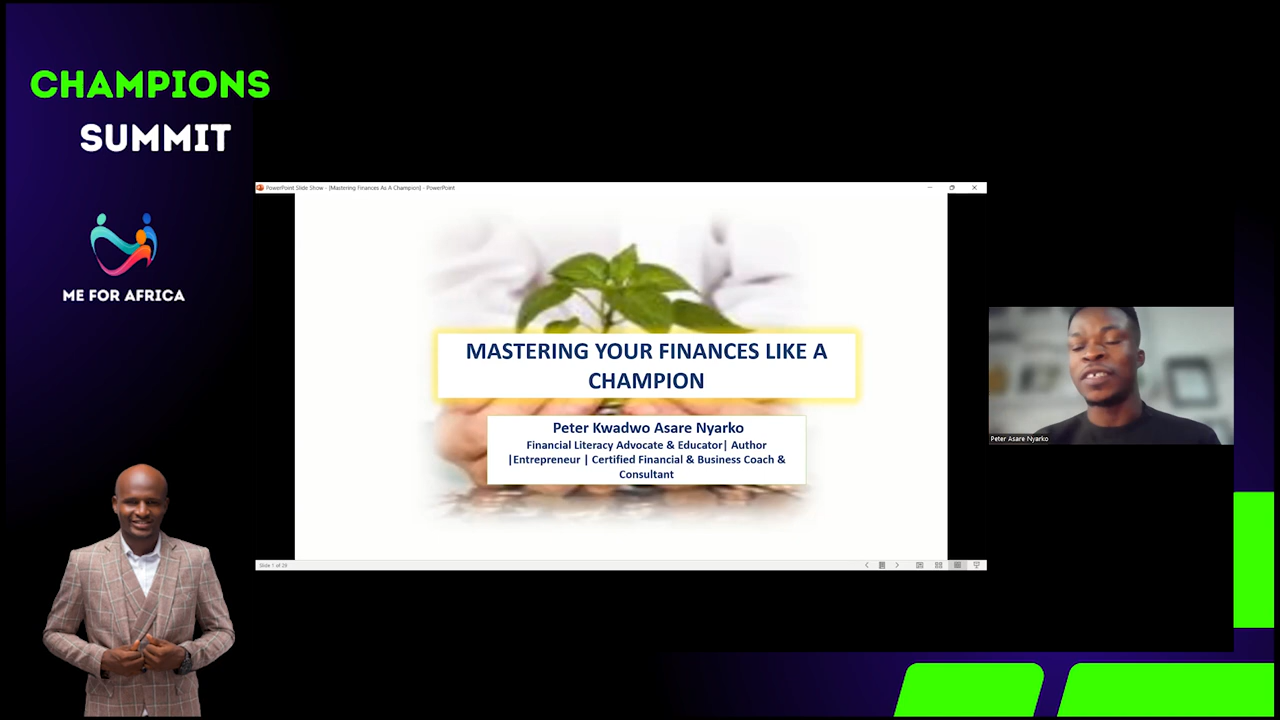 CHAMPIONS
SUMMIT
ME FOR AFRICA
PowerPoint Slide Show - [Mastering Finances As A Champion] - PowerPoint
MASTERING YOUR FINANCES LIKE A
CHAMPION
Peter Kwadwo Asare Nyarko
Financial Literacy Advocate & Educator| Author
|Entrepreneur | Certified Financial & Business Coach &
Consultant
Peter Asare Nyarko